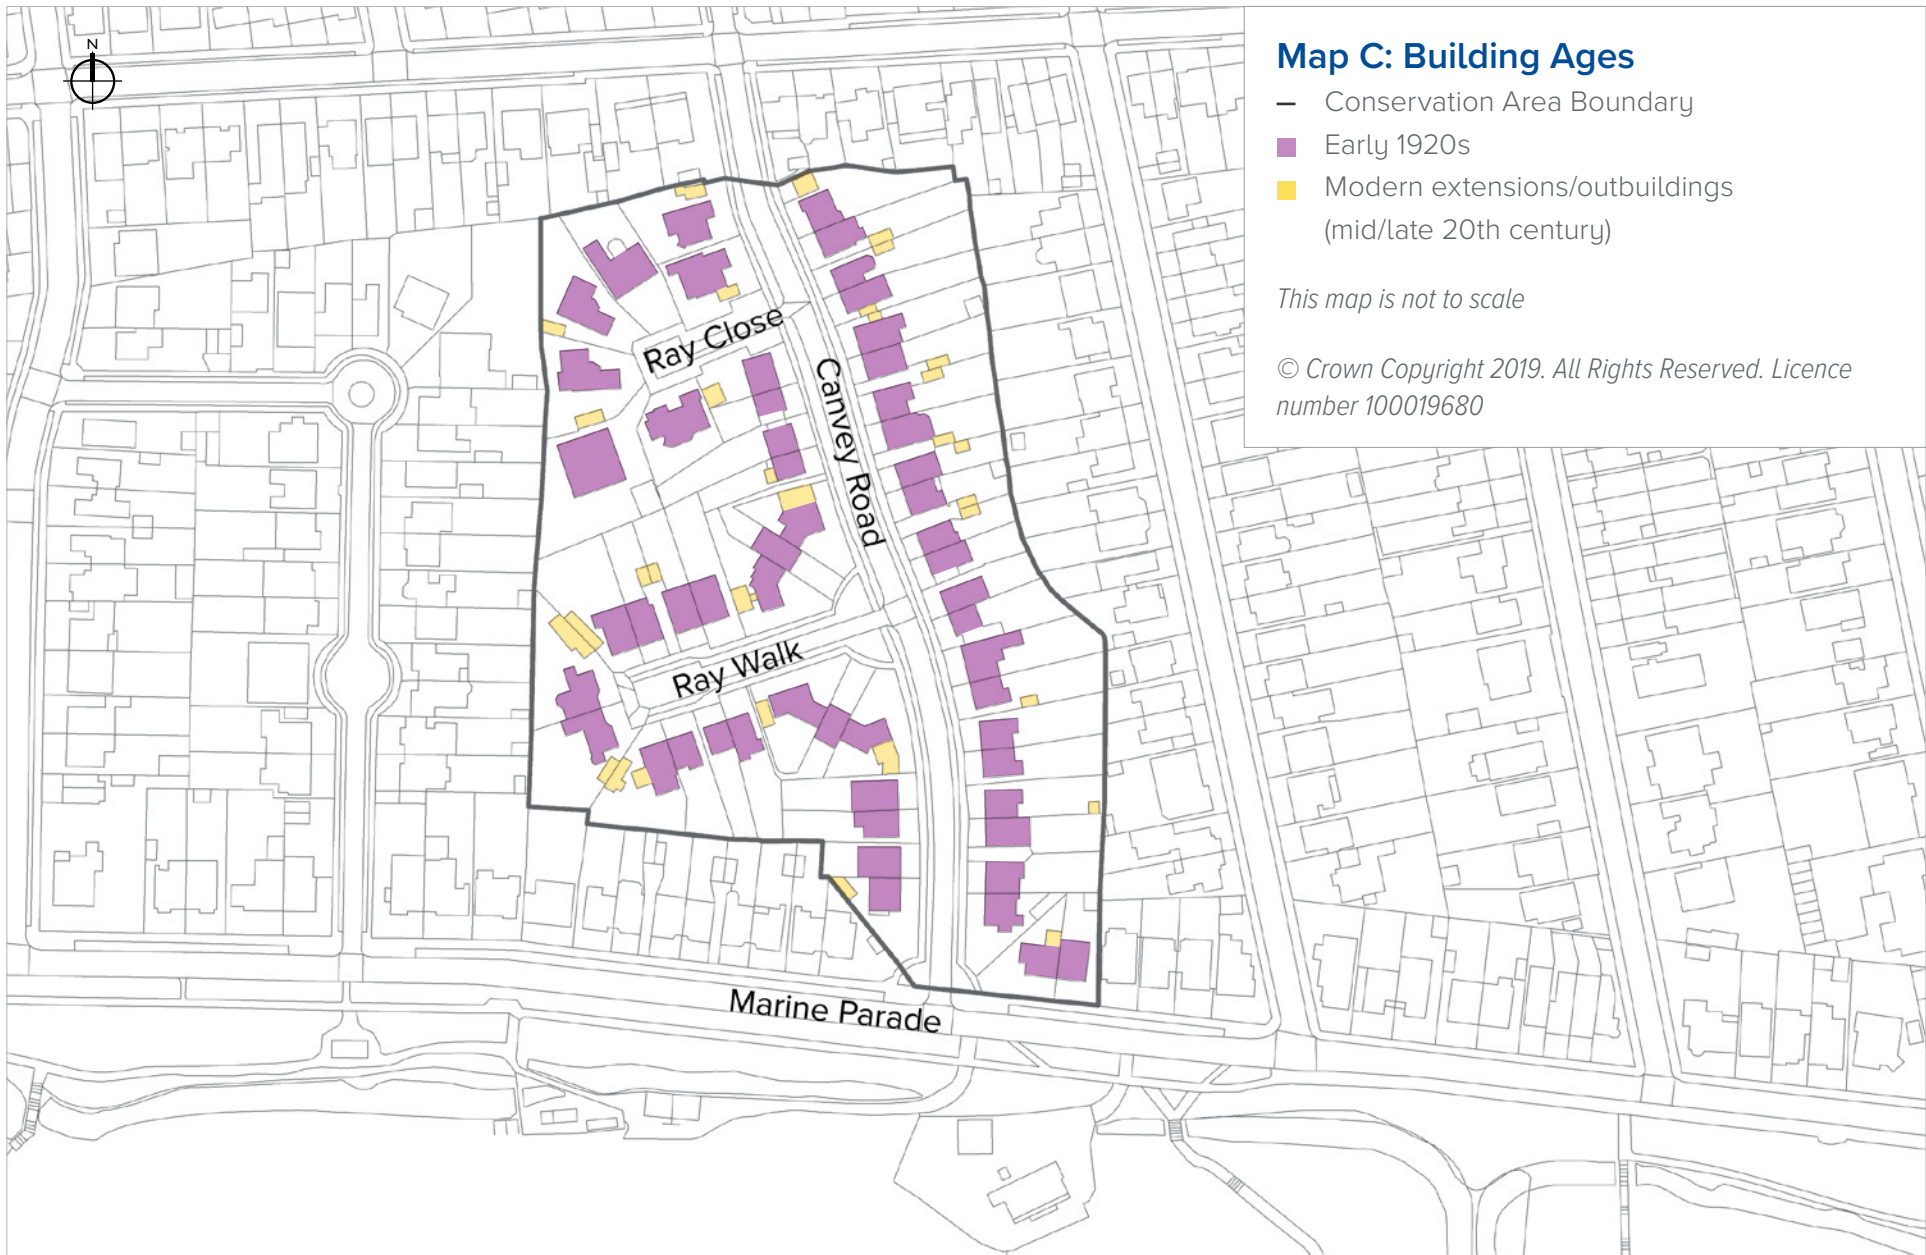 N
Map C: Building Ages
Conservation Area Boundary
Early 1920s
Modern extensions/outbuildings
(mid/late 20th century)
This map is not to scale
© Crown Copyright 2019. All Rights Reserved. Licence
number 100019680
Ray Close
Canvey Road
Ray Walk
Marine Parade